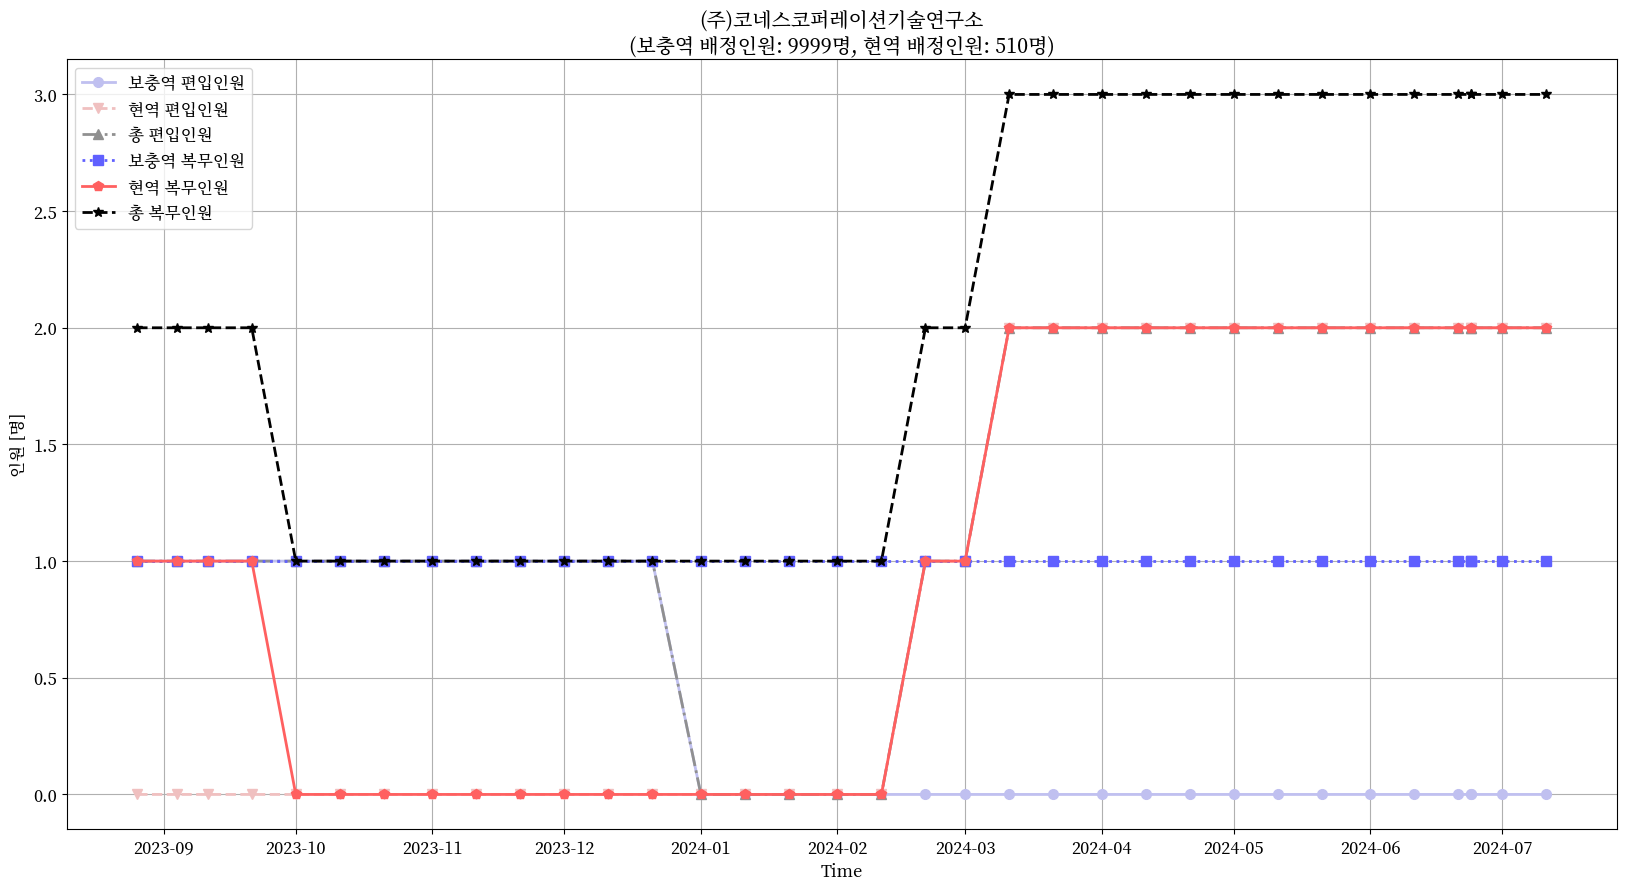 (주)코네스코퍼레이션기술연구소
(보충역 배정인원: 9999명, 현역 배정인원: 510명)
보충역 편입인원
현역 편입인원
총 편입인원
보충역 복무인원
현역 복무인원
총 복무인원
인원 [명]
3.0
2.5
2.0
1.5
1.0
0.5
0.0
2023-09
2023-10
2023-11
2023-12
2024-01
2024-02
2024-03
2024-04
2024-05
2024-06
2024-07
Time